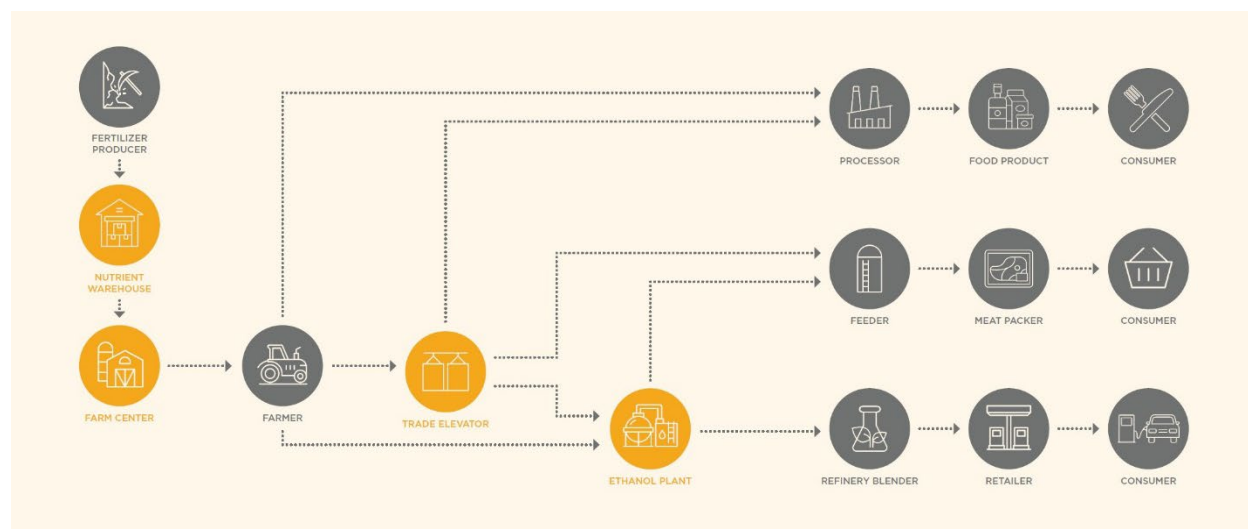 FERTILIZER
PRODUCER
NUTRIENT
WAREHOUSE
FARM CENTER
FARMER
TRADE ELEVATOR
ETHANOL PLANT
PROCESSOR
FOOD PRODUCT
CONSUMER
FEEDER
MEAT PACKER
CONSUMER
REFINERY BLENDER
RETAILER
CONSUMER